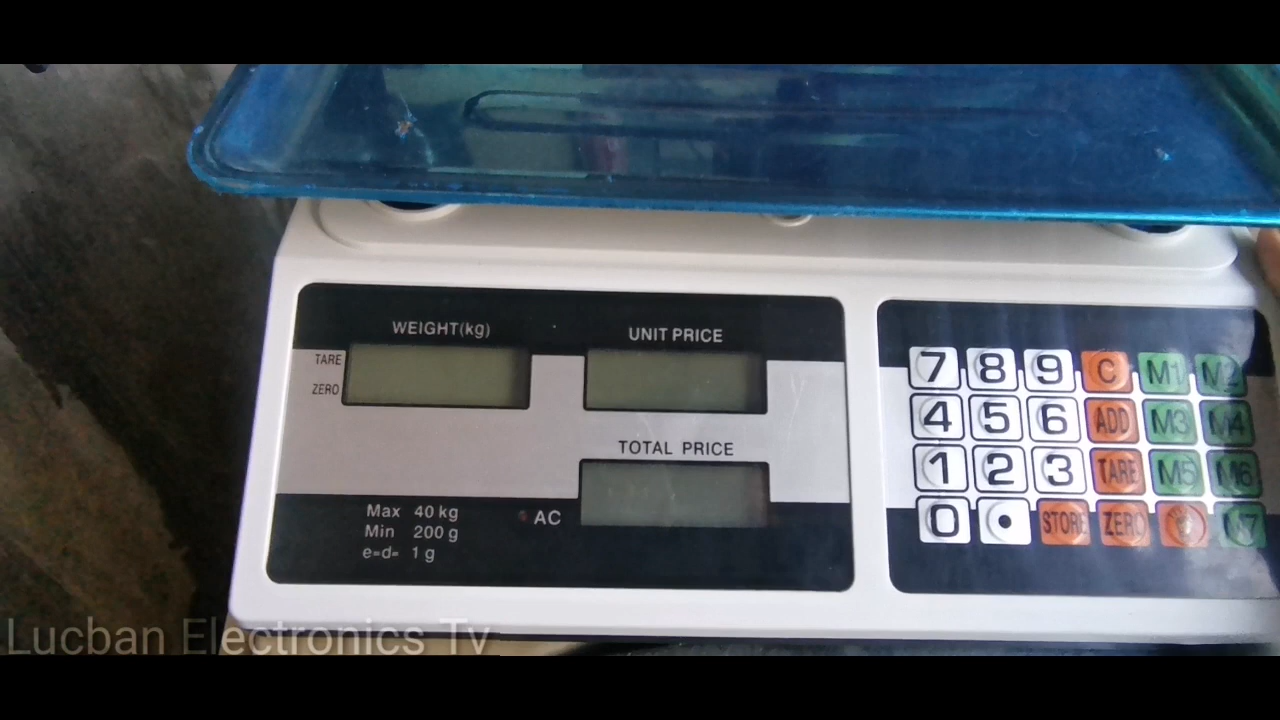 WEIGHT(kg)
UNIT PRICE
TARE
ZERO
TOTAL PRICE
Max 40 kg
Min 200 g
e=d= 1 g
AC
7 8 9 C M1 M2
4 5 6 ADD M3 M4
1 2 3 TARE M5 M6
0 . STORE ZERO M7
Lucban Electronics Tv